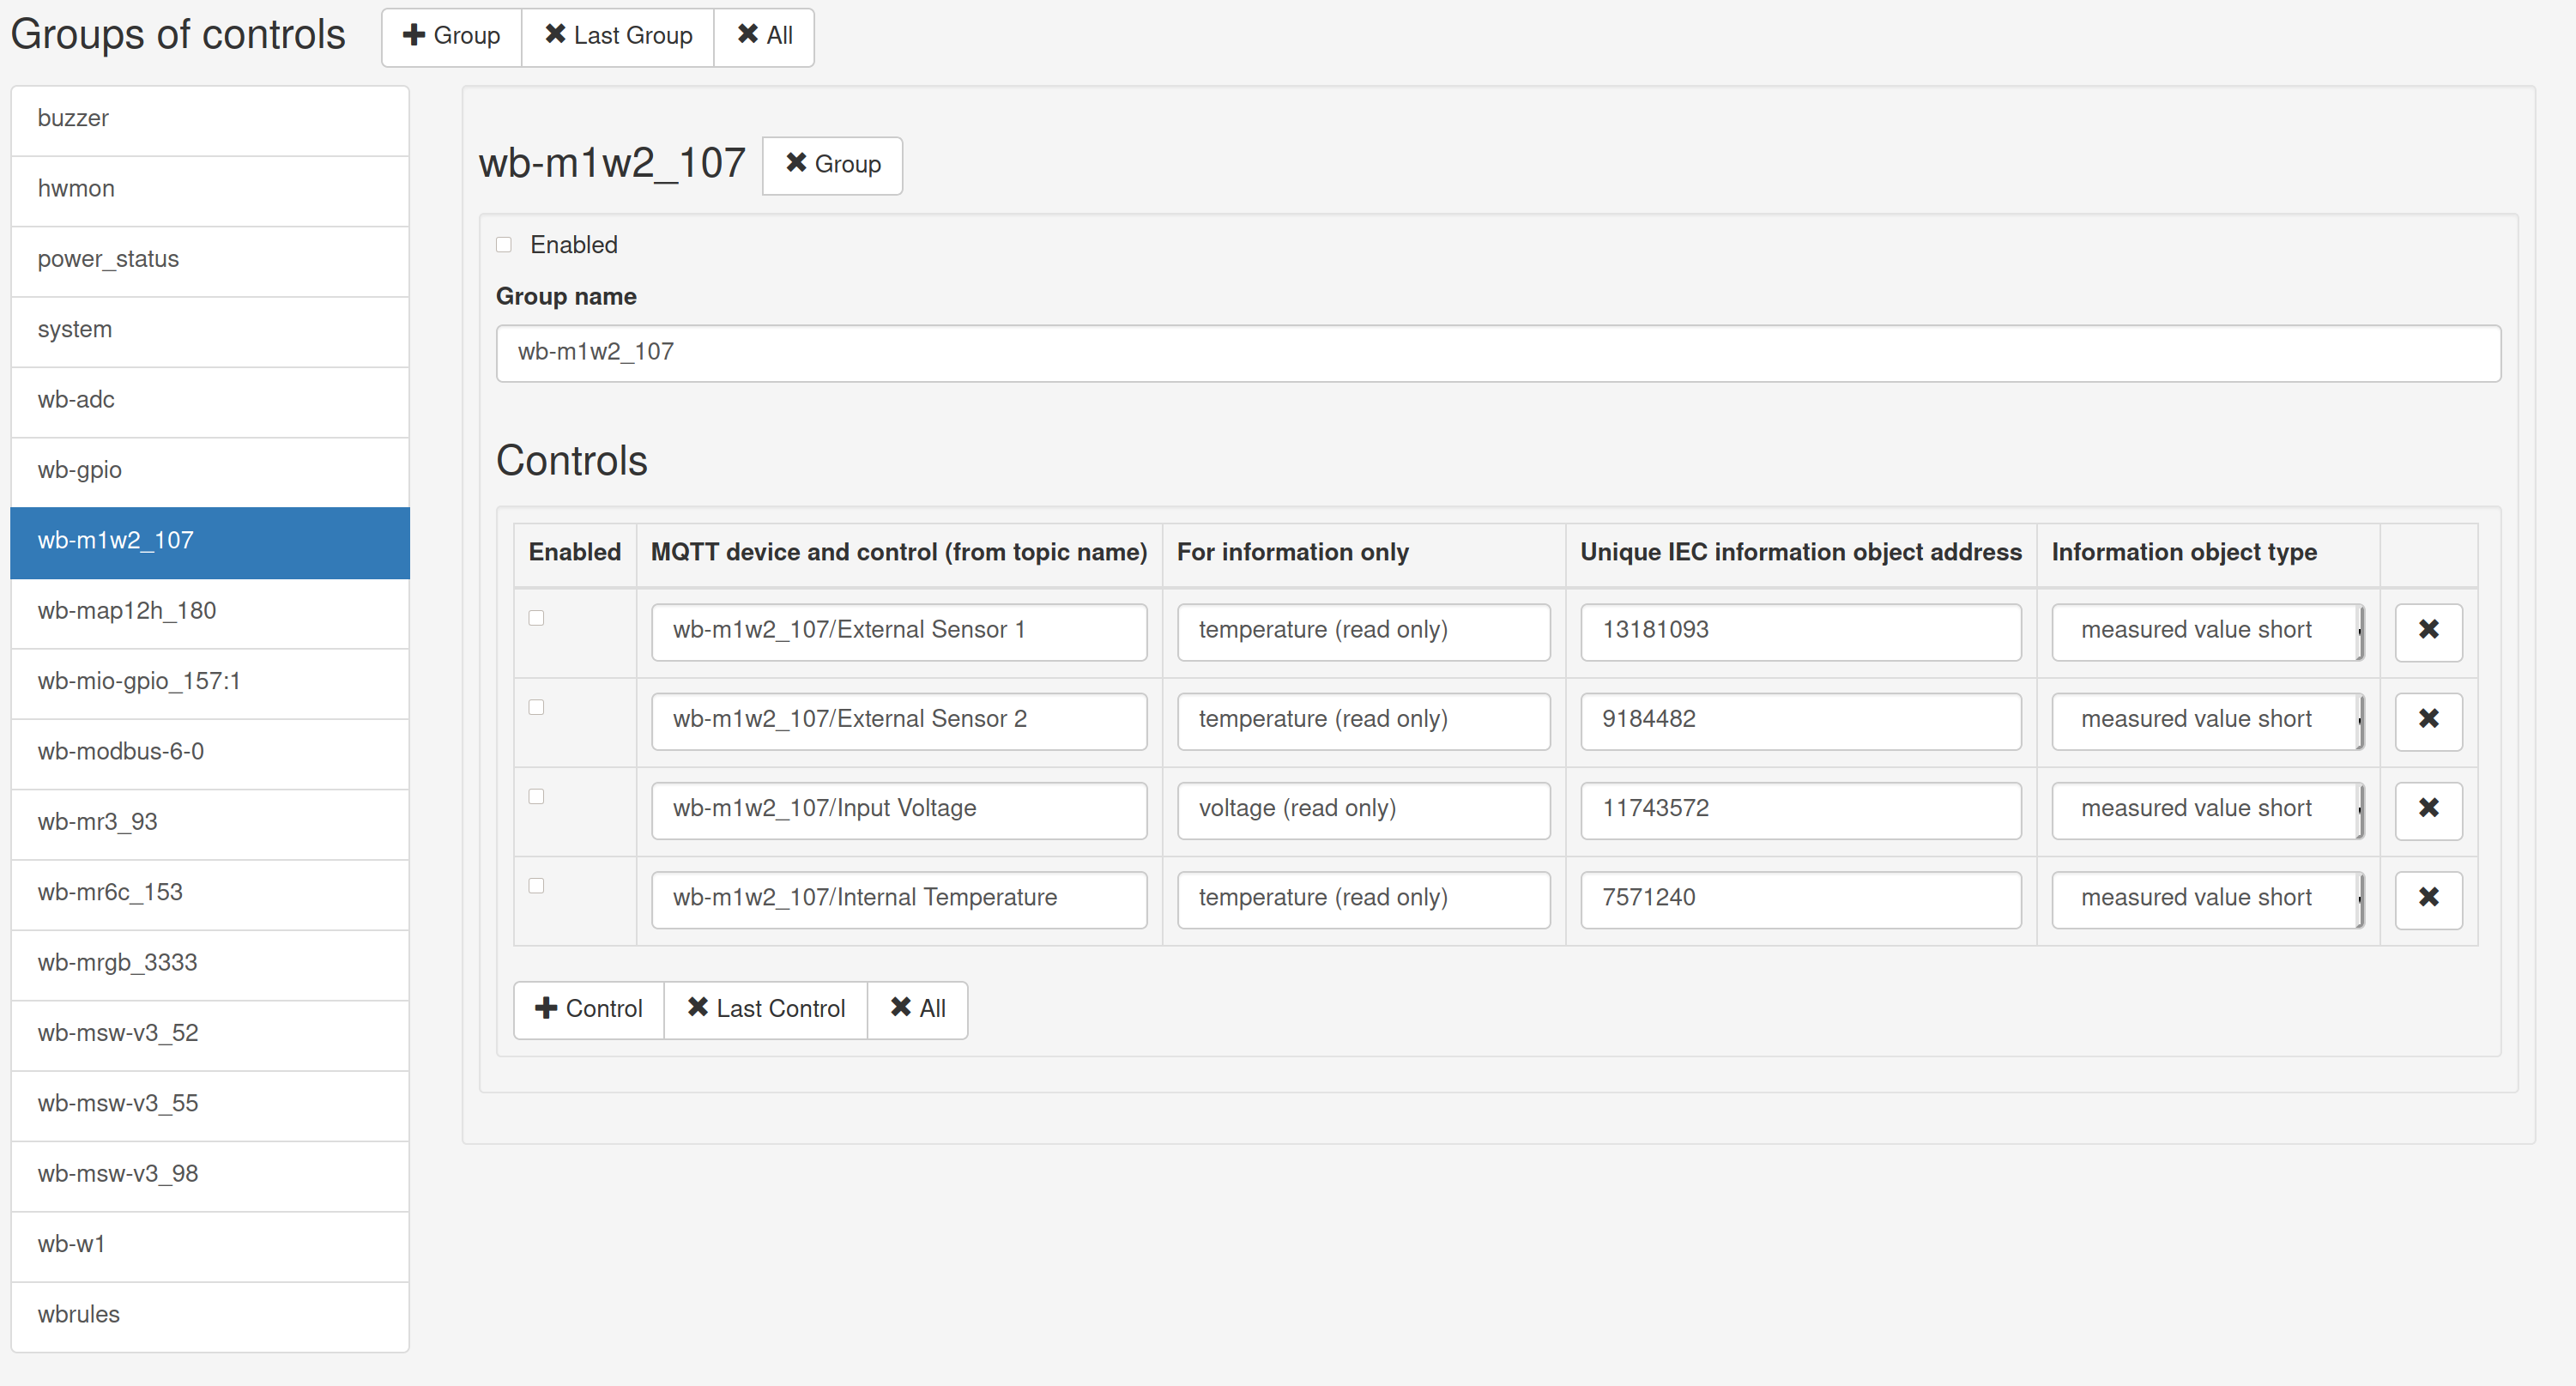 Groups of controls
Group
Last Group
All
buzzer
hwmon
power_status
system
wb-adc
wb-gpio
wb-m1w2_107
wb-map12h_180
wb-mio-gpio_157:1
wb-modbus-6-0
wb-mr3_93
wb-mr6c_153
wb-mrgb_3333
wb-msw-v3_52
wb-msw-v3_55
wb-msw-v3_98
wb-w1
wbrules
wb-m1w2_107
Group
Enabled
Group name
wb-m1w2_107
Controls
Enabled MQTT device and control (from topic name) For information only Unique IEC information object address Information object type
wb-m1w2_107/External Sensor 1 temperature (read only) 13181093 measured value short
wb-m1w2_107/External Sensor 2 temperature (read only) 9184482 measured value short
wb-m1w2_107/Input Voltage voltage (read only) 11743572 measured value short
wb-m1w2_107/Internal Temperature temperature (read only) 7571240 measured value short
Control
Last Control
All